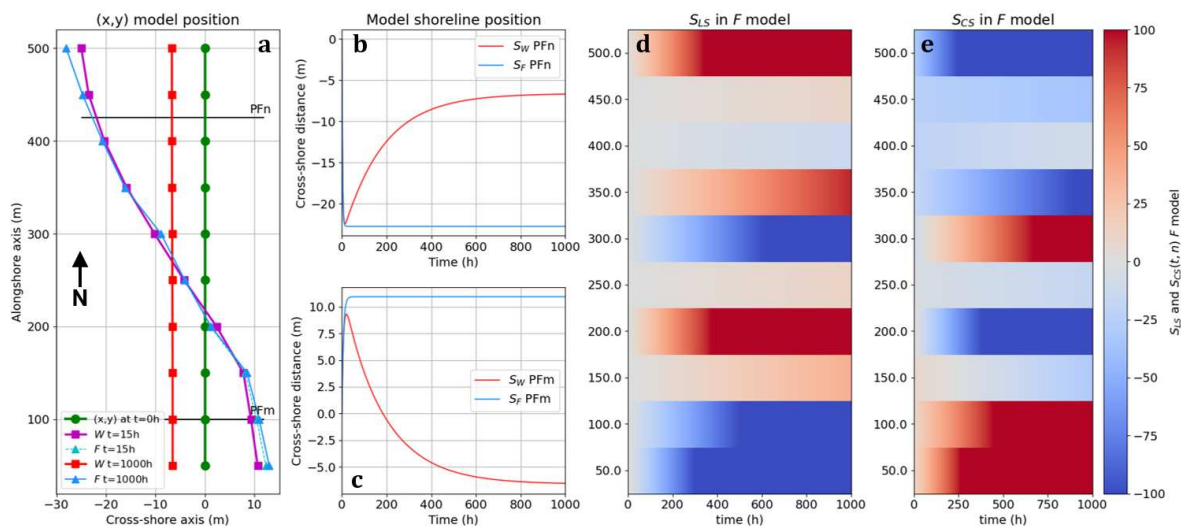 (x,y) model position
a
Alongshore axis (m)
500
400
300
200
100
N
PFn
PFm
(x,y) at t=0h
W t=15h
F t=15h
W t=1000h
F t=1000h
−30
−20
−10
0
10
Cross-shore axis (m)
Model shoreline position
b
Cross-shore distance (m)
0
−5
−10
−15
−20
S_W PFn
S_F PFn
0
200
400
600
800
1000
Time (h)
c
Cross-shore distance (m)
10.0
7.5
5.0
2.5
0.0
−2.5
−5.0
S_W PFm
S_F PFm
0
200
400
600
800
1000
Time (h)
S_LS in F model
d
500.0
450.0
400.0
350.0
300.0
250.0
200.0
150.0
100.0
50.0
0
200
400
600
800
1000
time (h)
S_CS in F model
e
500.0
450.0
400.0
350.0
300.0
250.0
200.0
150.0
100.0
50.0
0
250
500
750
1000
time (h)
100
75
50
25
0
−25
−50
−75
−100
S_LS and S_CS(t, n) F model